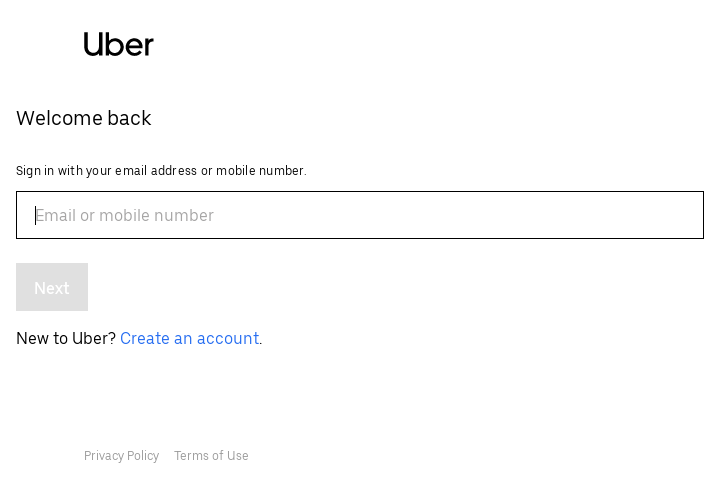 Uber
Welcome back
Sign in with your email address or mobile number.
Email or mobile number
Next
New to Uber? Create an account.
Privacy Policy Terms of Use